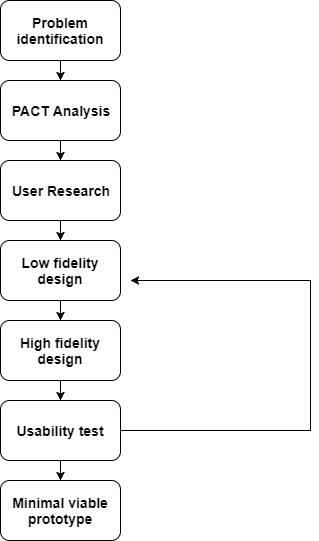 Problem
identification
PACT Analysis
User Research
Low fidelity
design
High fidelity
design
Usability test
Minimal viable
prototype